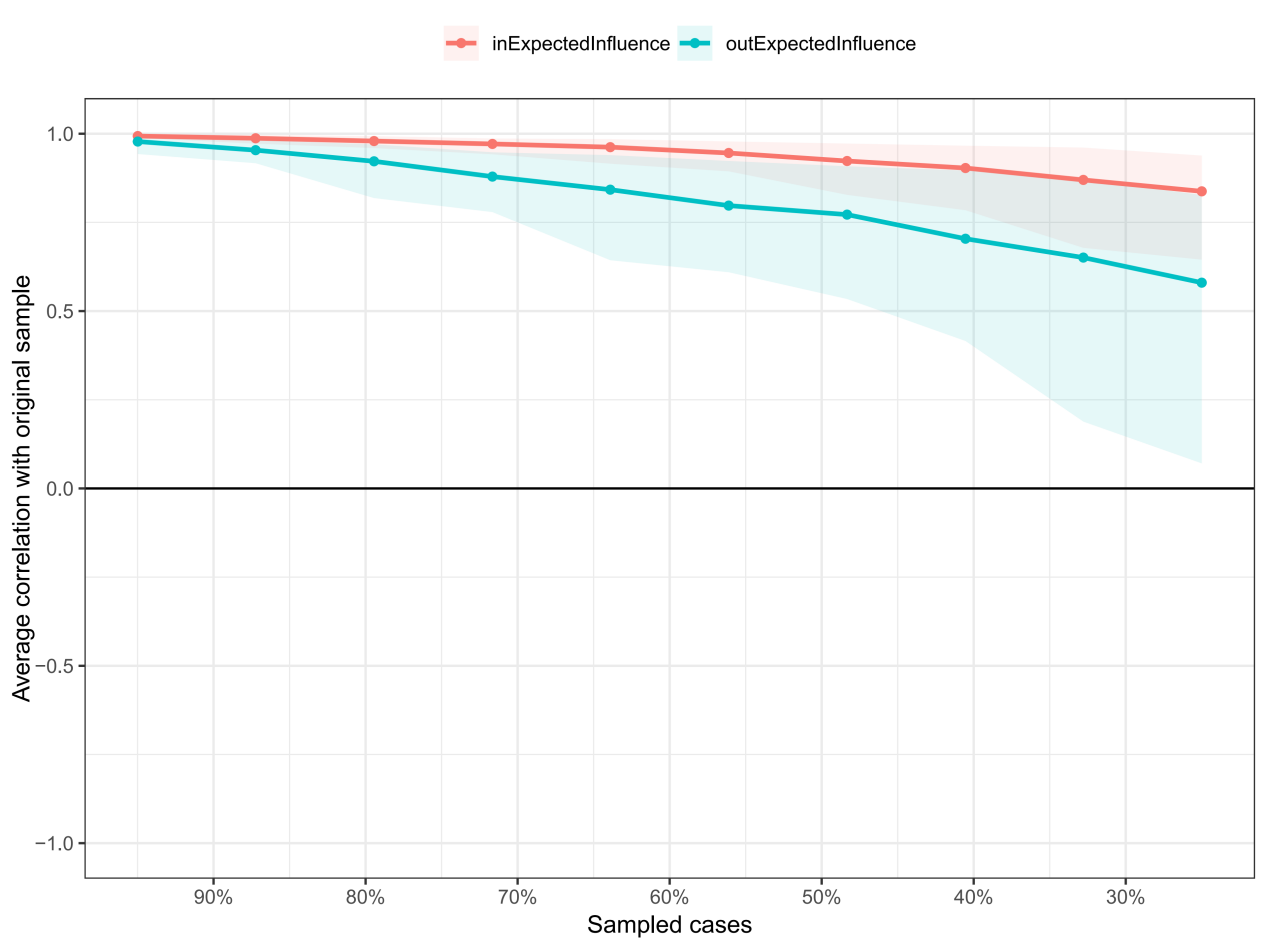 inExpectedInfluence outExpectedInfluence
Average correlation with original sample
1.0
0.5
0.0
−0.5
−1.0
90% 80% 70% 60% 50% 40% 30%
Sampled cases